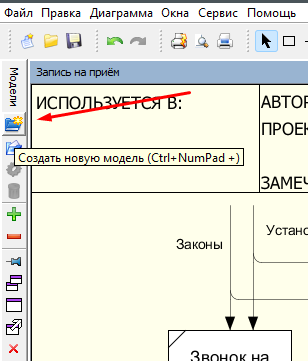 Файл Правка Диаграмма Окна Сервис Помощь
Модели
Запись на приём
ИСПОЛЬЗУЕТСЯ В:
АВТОР
ПРОЕК
Создать новую модель (Ctrl+NumPad +)
ЗАМЕЧ
Законы
Устано
Звонок на